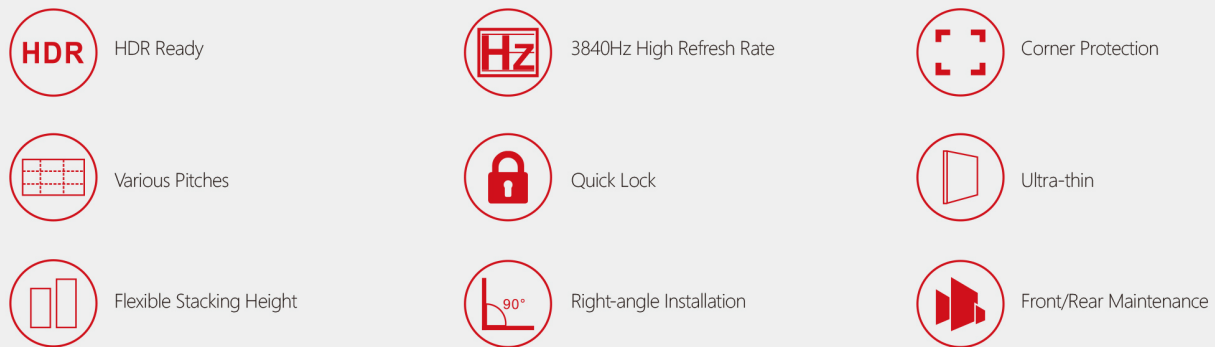 HDR
HDR Ready
Hz
3840Hz High Refresh Rate
Corner Protection
Various Pitches
Quick Lock
Ultra-thin
Flexible Stacking Height
90°
Right-angle Installation
Front/Rear Maintenance